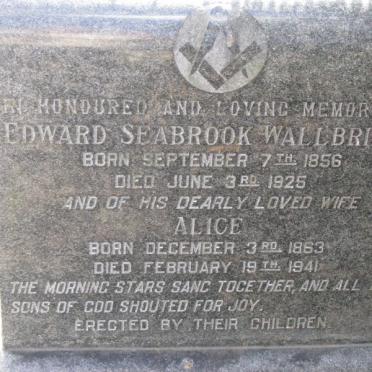 IN HONOURED AND LOVING
EDWARD SEABROOK
BORN SEPTEMBER 7TH. 1856
DIED JUNE 3RD. 1925
AND OF HIS DEARLY LOVED WIFE
ALICE
BORN DECEMBER 3RD. 1863
DIED FEBRUARY 19TH. 1941
THE MORNING STARS SANG TOGETHER, AND ALL
SONS OF GOD SHOUTED FOR JOY.
ERECTED BY THEIR CHILDREN